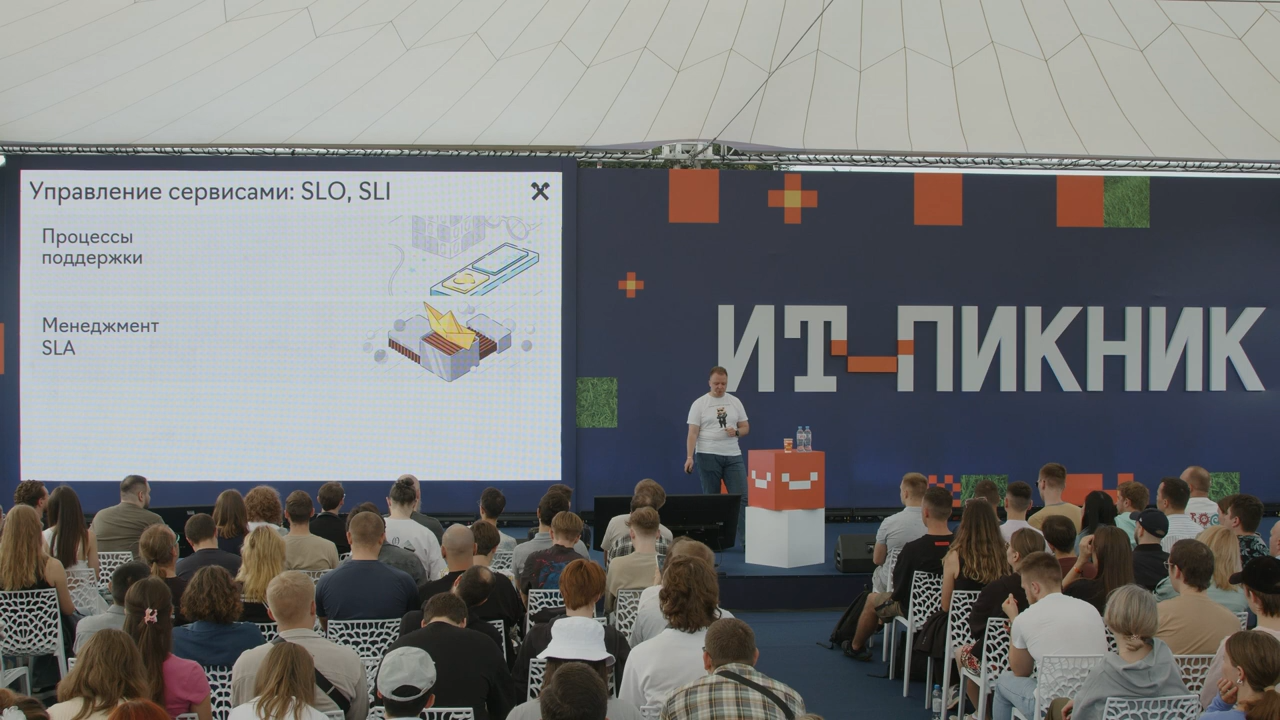 Управление сервисами: SLO, SLI
Процессы
поддержки
Менеджмент
SLA
ИТ-ПИКНИК